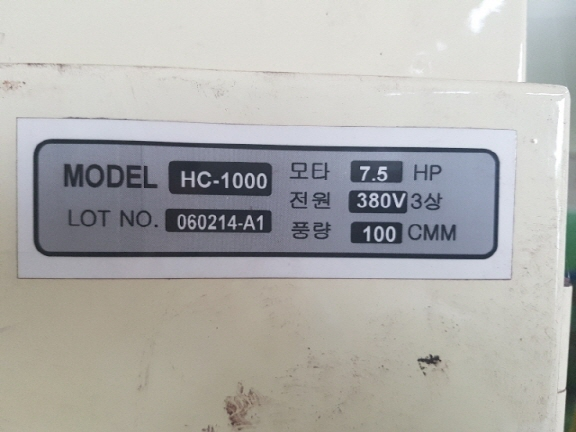 MODEL HC-1000
LOT NO. 060214-A1
모타 7.5 HP
전원 380V 3상
풍량 100 CMM